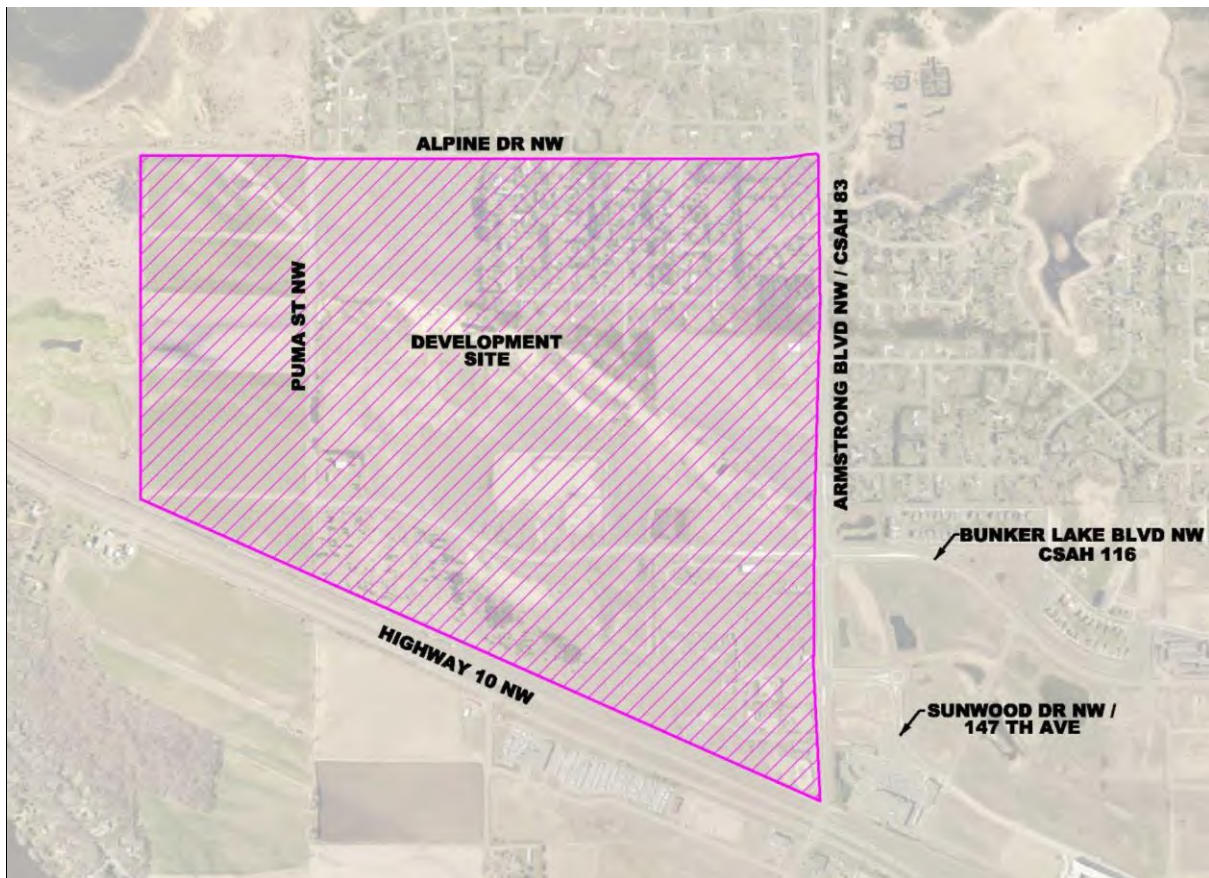 ALPINE DR NW
ARMSTRONG BLVD NW / CSAH 83
PUMA ST NW
DEVELOPMENT
SITE
BUNKER LAKE BLVD NW
CSAH 116
HIGHWAY 10 NW
SUNWOOD DR NW /
147 TH AVE